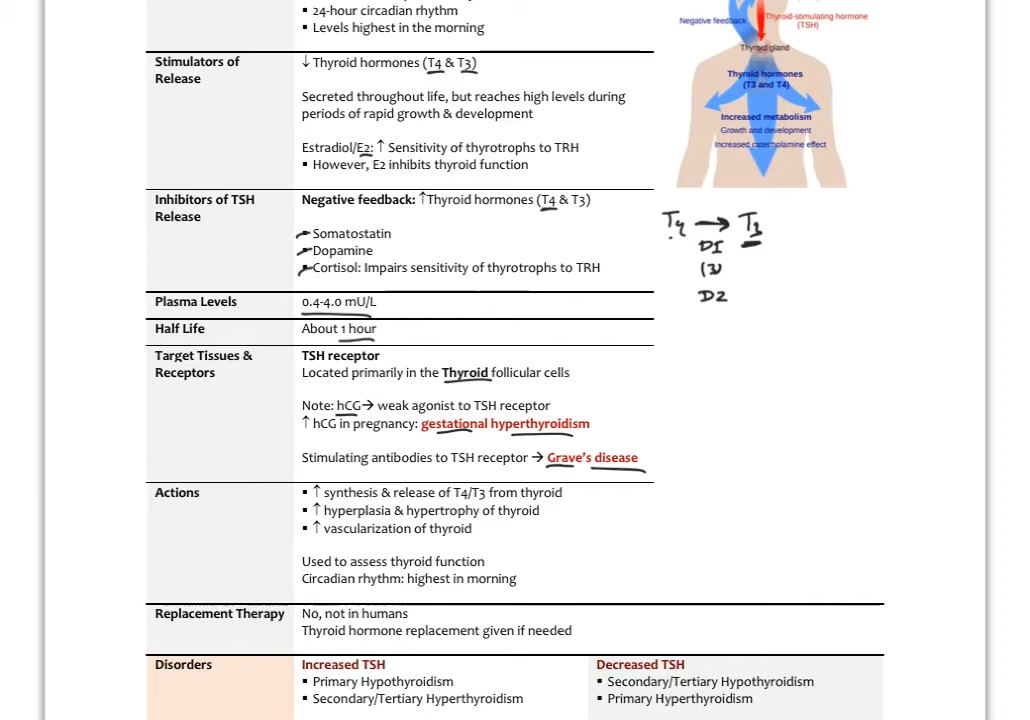 ▪ 24-hour circadian rhythm
▪ Levels highest in the morning
Negative feedback
Thyroid-stimulating hormone
(TSH)
Thyroid gland
Thyroid hormones
(T3 and T4)
Increased metabolism
Growth and development
Increased catecholamine effect
Stimulators of
Release
↓ Thyroid hormones (T4 & T3)
Secreted throughout life, but reaches high levels during
periods of rapid growth & development
Estradiol/E2: ↑ Sensitivity of thyrotrophs to TRH
▪ However, E2 inhibits thyroid function
Inhibitors of TSH
Release
Negative feedback: ↑Thyroid hormones (T4 & T3)
▪ Somatostatin
▪ Dopamine
▪ Cortisol: Impairs sensitivity of thyrotrophs to TRH
T4 → T3
D1
D2
Plasma Levels
0.4-4.0 mU/L
Half Life
About 1 hour
Target Tissues &
Receptors
TSH receptor
Located primarily in the Thyroid follicular cells
Note: hCG→ weak agonist to TSH receptor
↑ hCG in pregnancy: gestational hyperthyroidism
Stimulating antibodies to TSH receptor → Grave's disease
Actions
▪ ↑ synthesis & release of T4/T3 from thyroid
▪ ↑ hyperplasia & hypertrophy of thyroid
▪ ↑ vascularization of thyroid
Used to assess thyroid function
Circadian rhythm: highest in morning
Replacement Therapy
No, not in humans
Thyroid hormone replacement given if needed
Disorders
Increased TSH
▪ Primary Hypothyroidism
▪ Secondary/Tertiary Hyperthyroidism
Decreased TSH
▪ Secondary/Tertiary Hypothyroidism
▪ Primary Hyperthyroidism